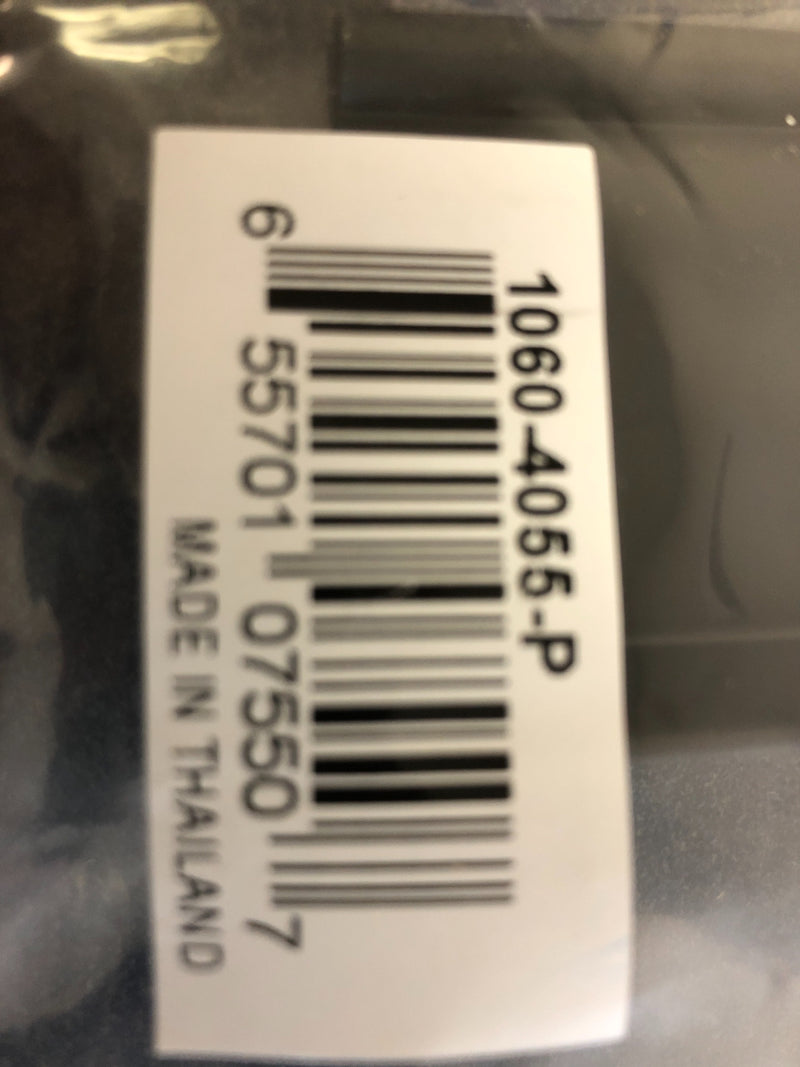 1060-4055-P
6 55701 07550 7
MADE IN THAILAND